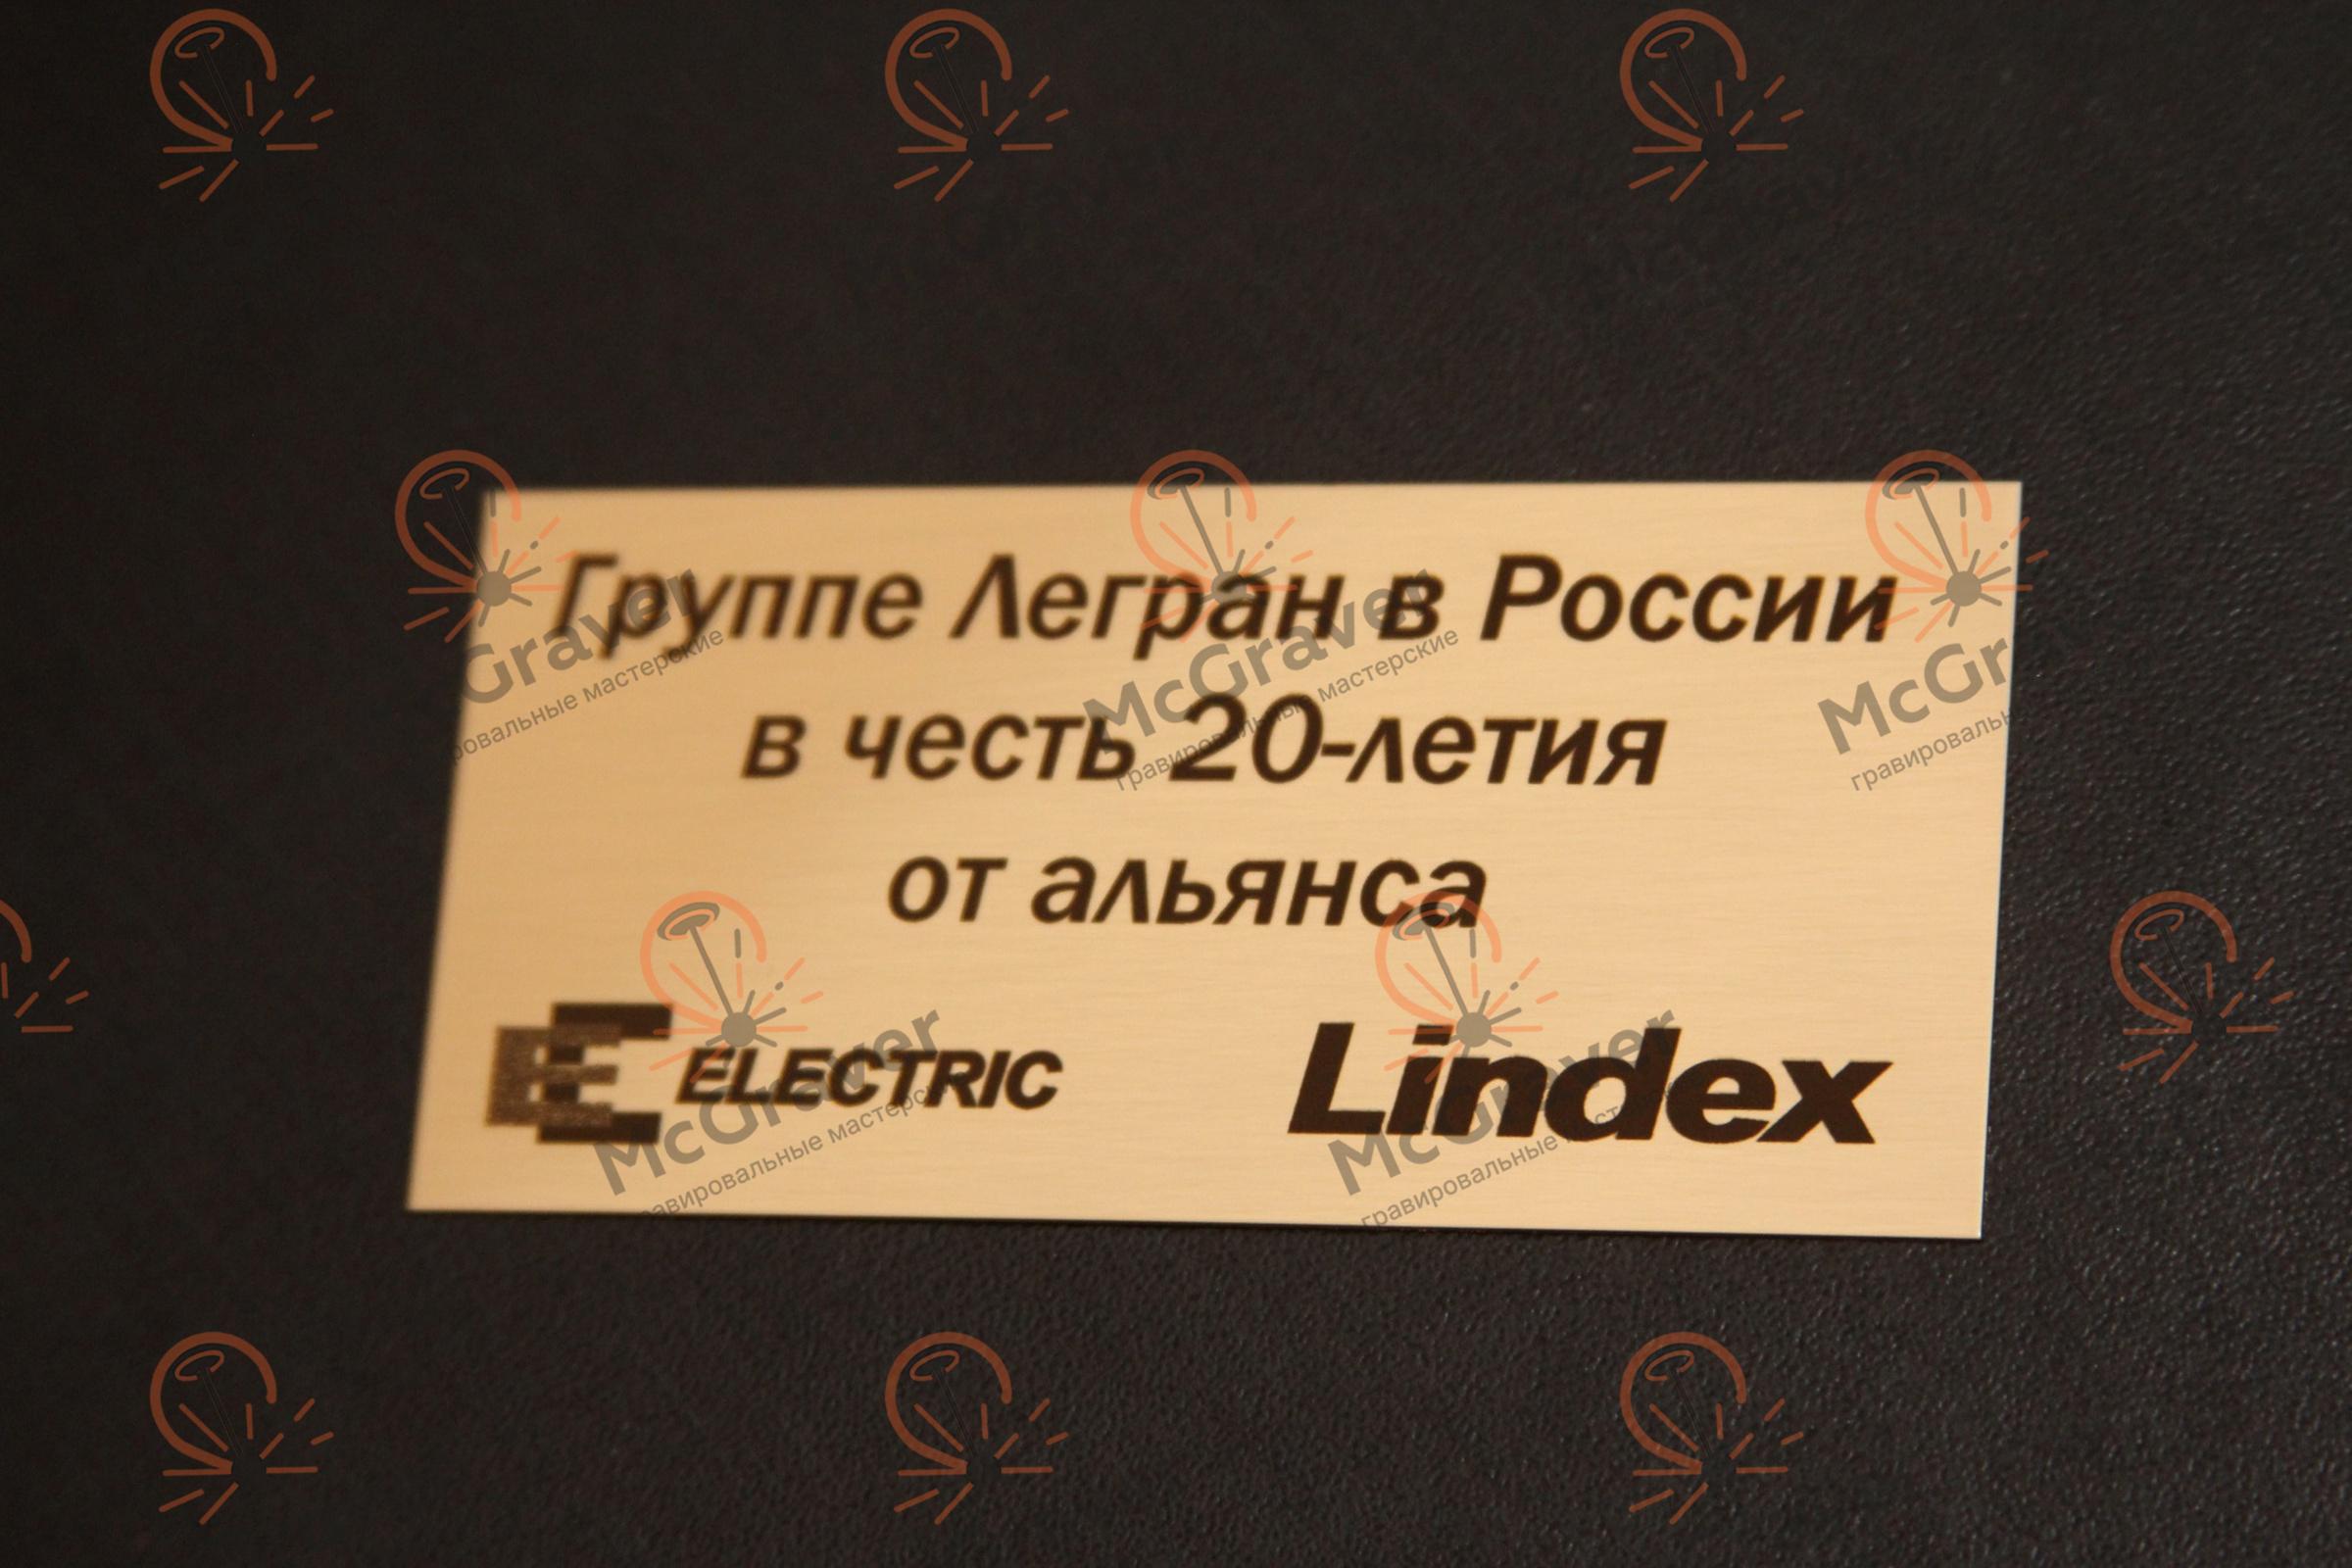 Группе Легран в России
в честь 20-летия
от альянса
ELECTRIC Lindex
McGraver
гравировальные мастерские